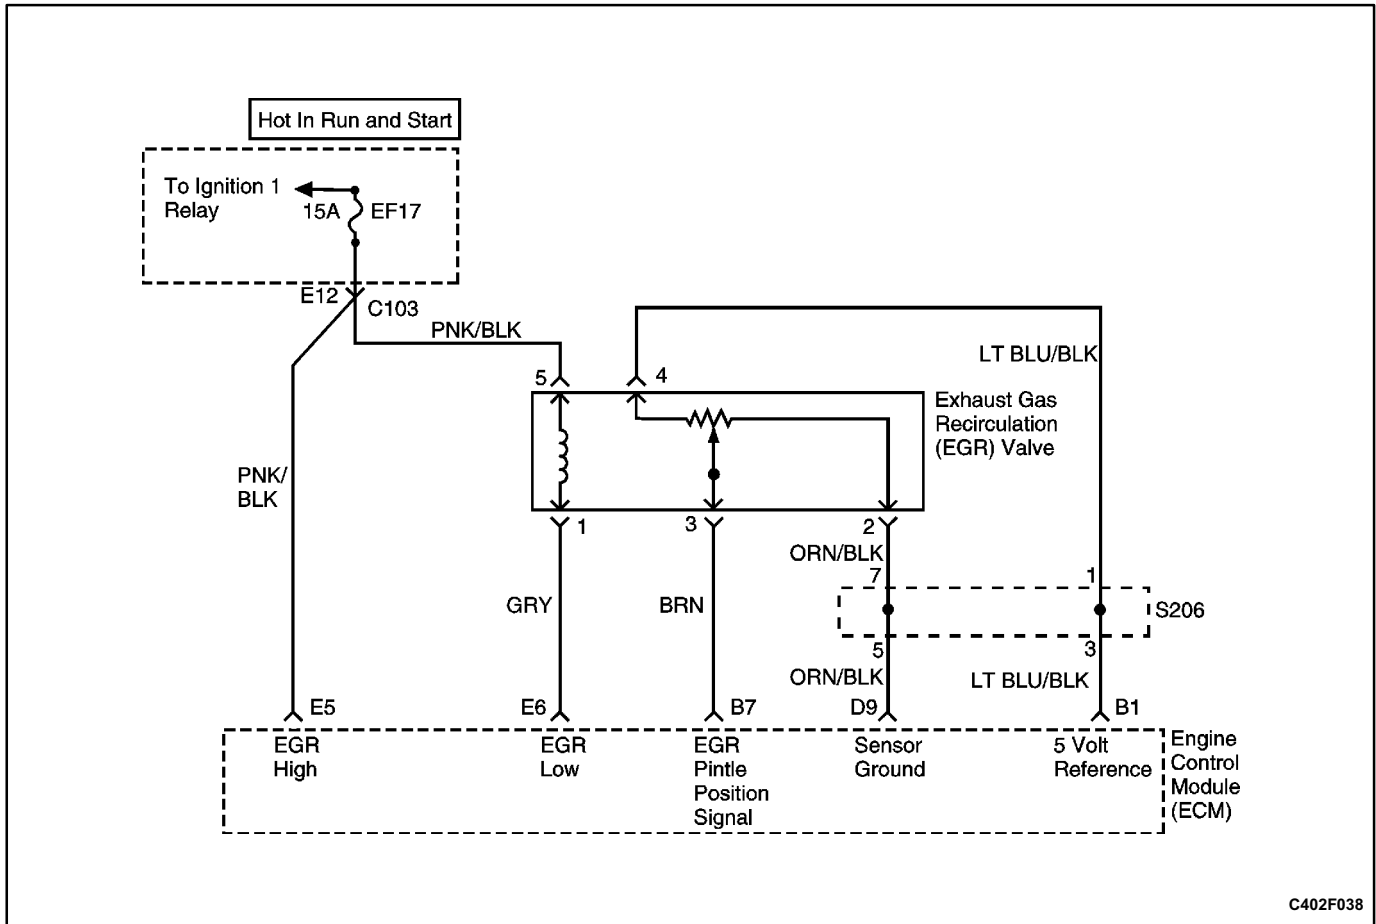 Hot In Run and Start
To Ignition 1
Relay
15A
EF17
E12
C103
PNK/BLK
LT BLU/BLK
5
4
Exhaust Gas
Recirculation
(EGR) Valve
PNK/
BLK
1
3
2
ORN/BLK
7
1
GRY
BRN
S206
5
3
ORN/BLK
LT BLU/BLK
E5
E6
B7
D9
B1
EGR
High
EGR
Low
EGR
Pintle
Position
Signal
Sensor
Ground
5 Volt
Reference
Engine
Control
Module
(ECM)
C402F038